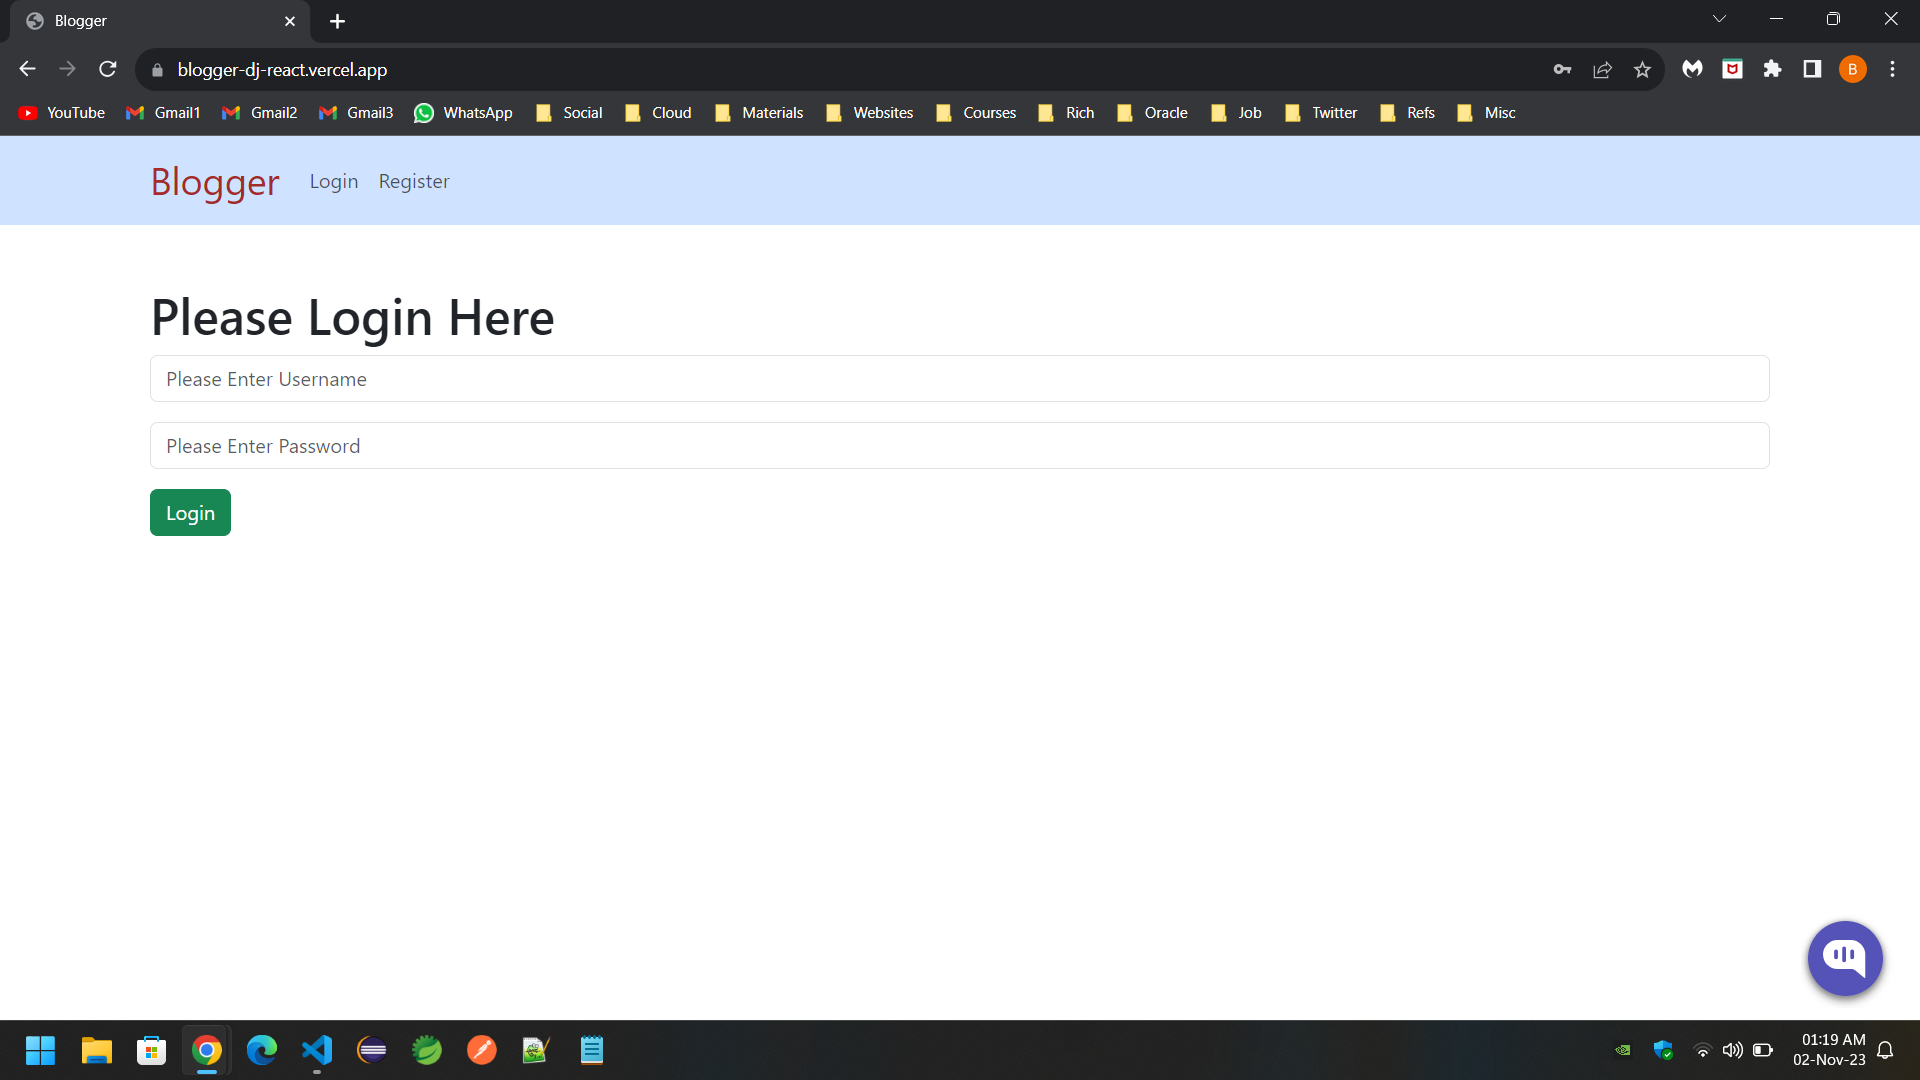 Blogger
blogger-dj-react.vercel.app
B
YouTube Gmail1 Gmail2 Gmail3 WhatsApp Social Cloud Materials Websites Courses Rich Oracle Job Twitter Refs Misc
Blogger Login Register
Please Login Here
Please Enter Username
Please Enter Password
Login
01:19 AM
02-Nov-23